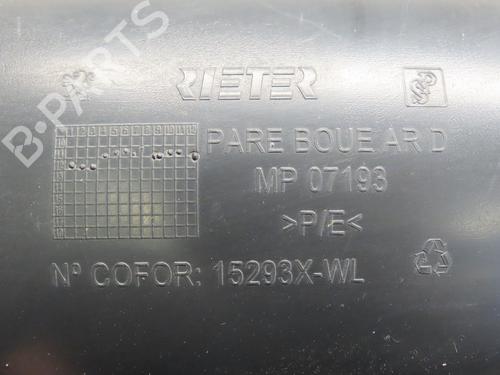 B-PARTS
RIETER
PARE BOUE AR D
MP 07193
>P/E<
Nº COFOR: 15293X-WL